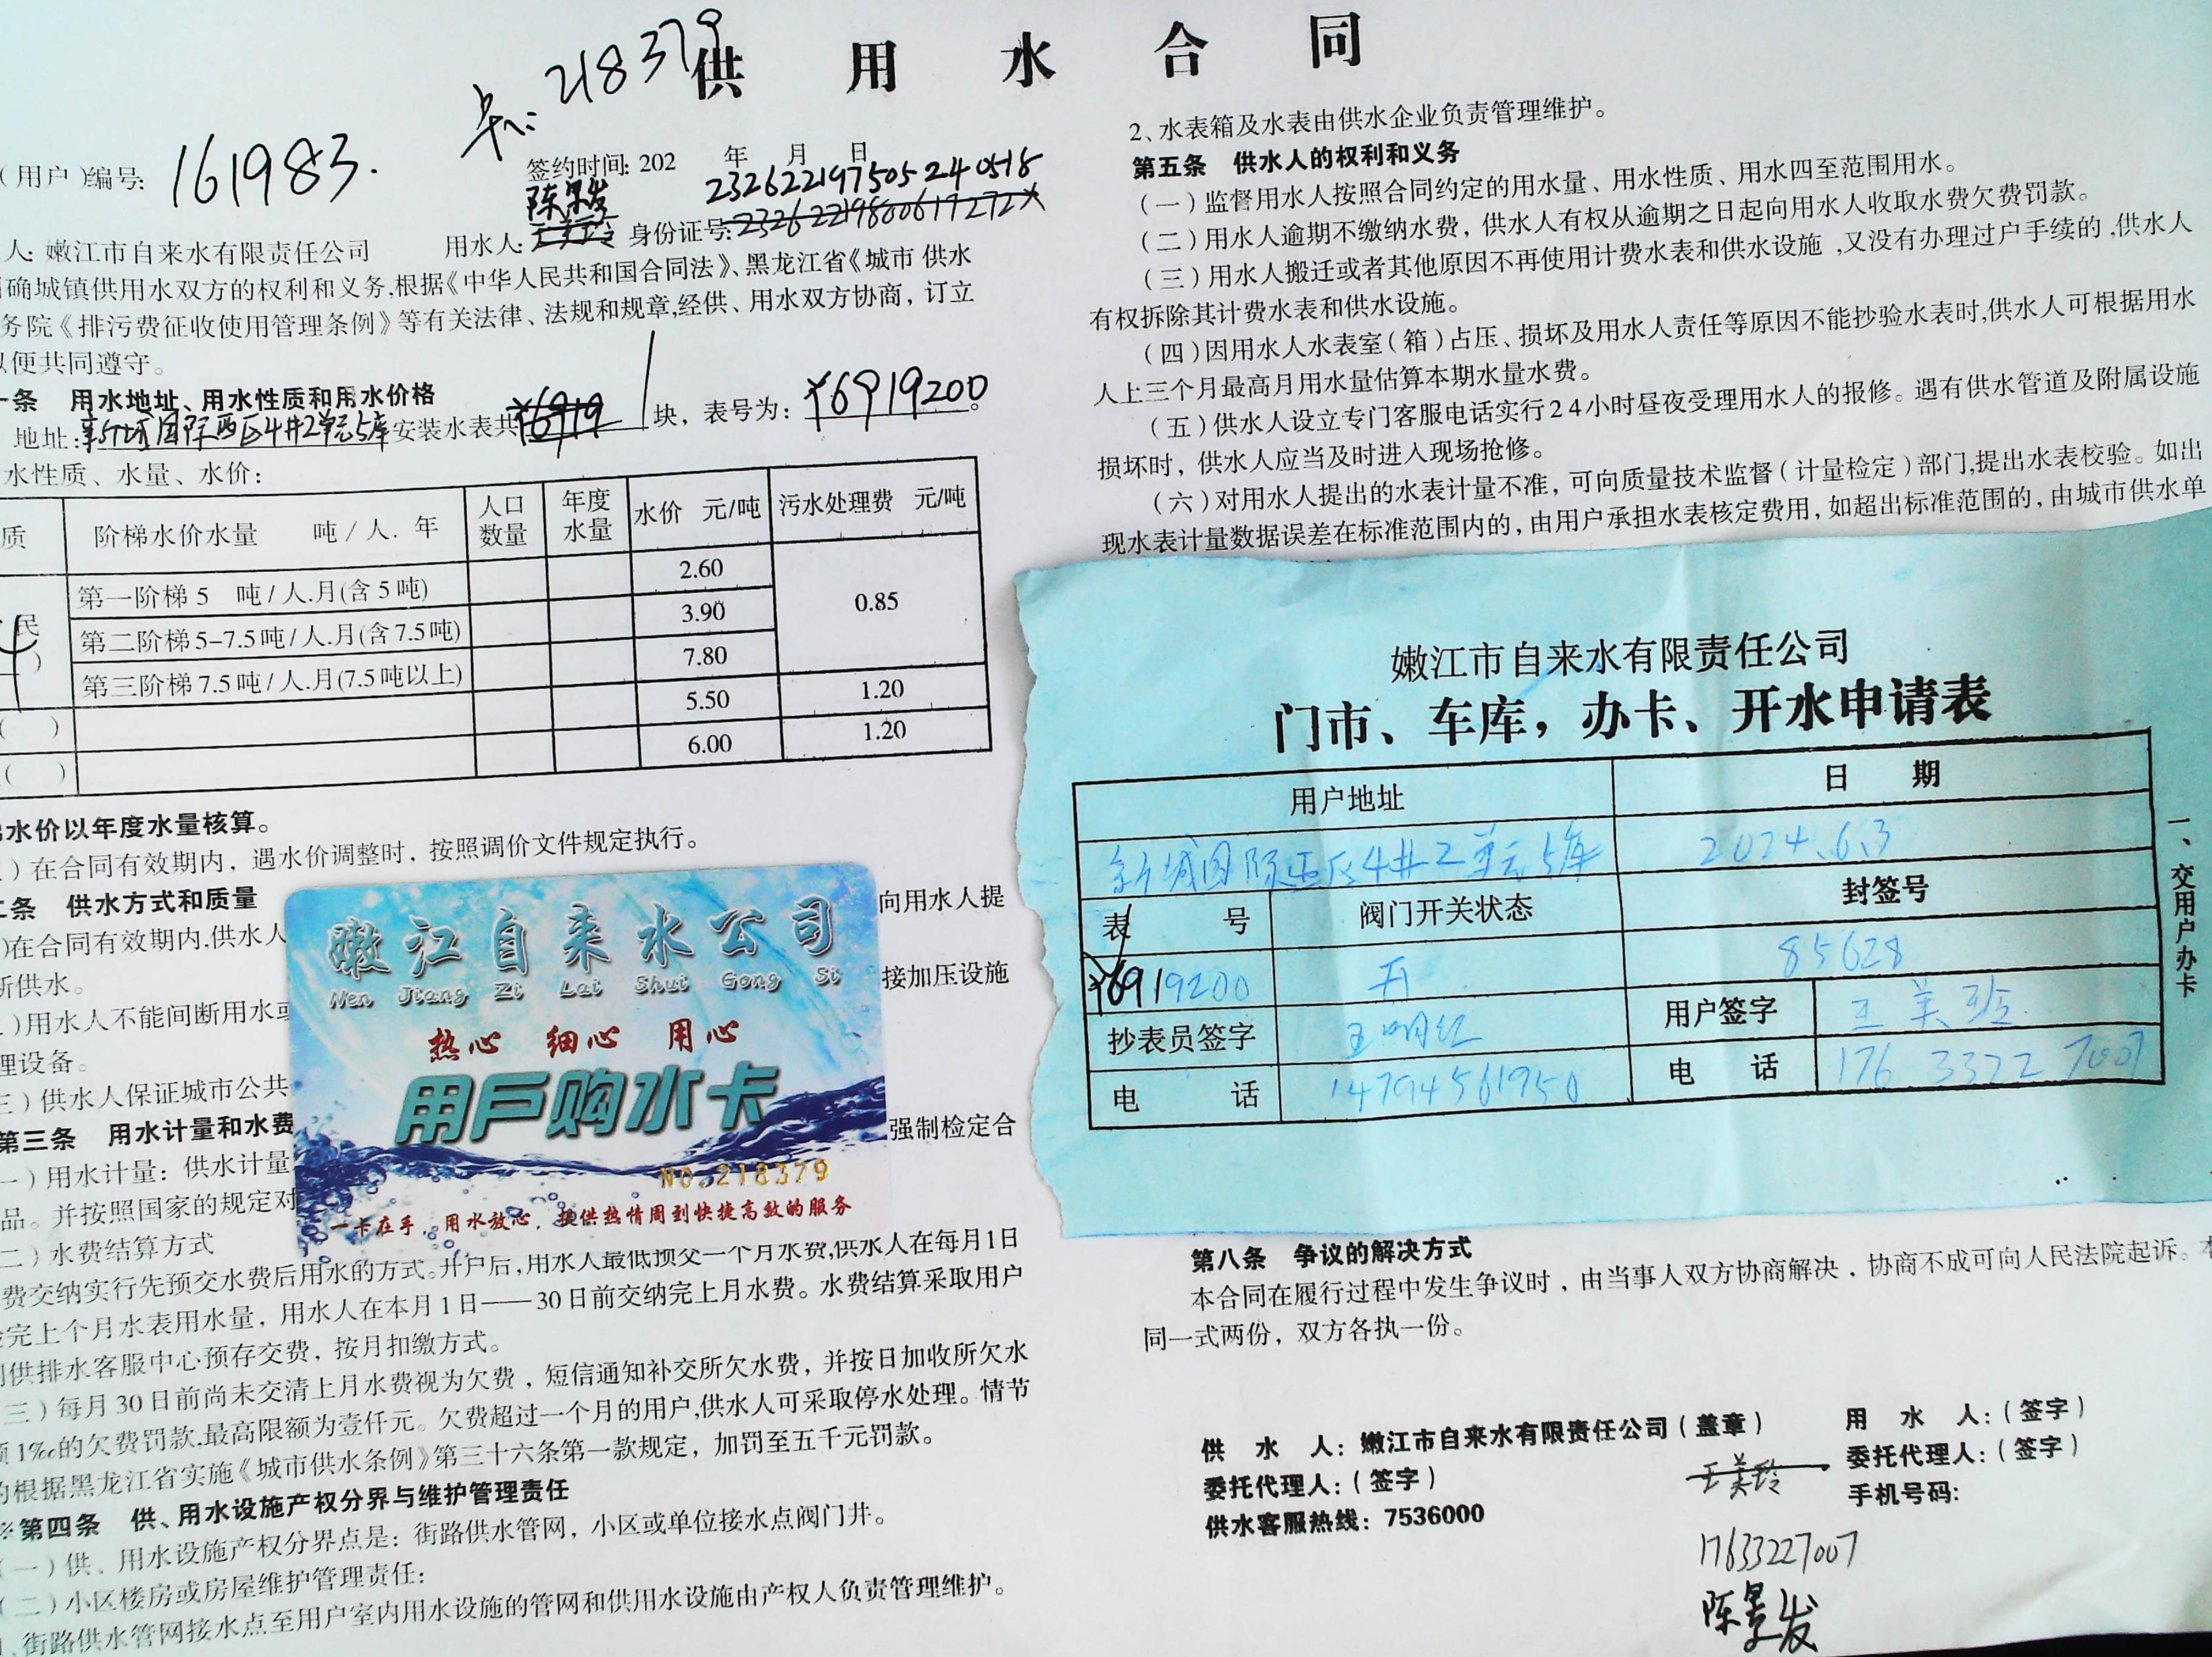 供 用 水 合 同
卡: 218379
(用户)编号: 161983.
签约时间: 202 年 月 日
陈景发 232622197505240518
人: 嫩江市自来水有限责任公司 用水人: 王美玲 身份证号: 23262219800617272X
确城镇供用水双方的权利和义务,根据《中华人民共和国合同法》、黑龙江省《城市 供水
务院《排污费征收使用管理条例》等有关法律、法规和规章,经供、用水双方协商, 订立
便共同遵守。
条 用水地址、用水性质和用水价格
地址: 新城国际西区4#2单元5库 安装水表共 Y6919 1 块, 表号为: Y6919200。
水性质、水量、水价:
质 阶梯水价水量 吨/人. 年 人口数量 年度水量 水价 元/吨 污水处理费 元/吨
民 第一阶梯 5 吨/人.月(含 5 吨) 2.60 0.85
第二阶梯 5-7.5吨/人.月(含7.5吨) 3.90
第三阶梯 7.5吨/人.月(7.5吨以上) 7.80
( ) 5.50 1.20
( ) 6.00 1.20
水价以年度水量核算。
)在合同有效期内, 遇水价调整时, 按照调价文件规定执行。
条 供水方式和质量 向用水人提
)在合同有效期内.供水人
所供水。 接加压设施
)用水人不能间断用水或
理设备。
三)供水人保证城市公共
第三条 用水计量和水费 强制检定合
一)用水计量: 供水计量
品。并按照国家的规定对
二)水费结算方式
费交纳实行先预交水费后用水的方式。开户后,用水人最低预交一个月水费,供水人在每月1日
完上个月水表用水量, 用水人在本月1日——30日前交纳完上月水费。水费结算采取用户
供排水客服中心预存交费, 按月扣缴方式。
三)每月30日前尚未交清上月水费视为欠费, 短信通知补交所欠水费, 并按日加收所欠水
1‰的欠费罚款.最高限额为壹仟元。欠费超过一个月的用户,供水人可采取停水处理。情节
的根据黑龙江省实施《城市供水条例》第三十六条第一款规定, 加罚至五千元罚款。
※第四条 供、用水设施产权分界与维护管理责任
(一)供、用水设施产权分界点是: 街路供水管网, 小区或单位接水点阀门井。
(二)小区楼房或房屋维护管理责任:
、街路供水管网接水点至用户室内用水设施的管网和供用水设施由产权人负责管理维护。
嫩江自来水公司
Nen Jiang Zi Lai Shui Gong Si
热心 细心 用心
用户购水卡
NO.218379
一卡在手, 用水放心, 提供热情周到快捷高效的服务
2、水表箱及水表由供水企业负责管理维护。
第五条 供水人的权利和义务
(一)监督用水人按照合同约定的用水量、用水性质、用水四至范围用水。
(二)用水人逾期不缴纳水费, 供水人有权从逾期之日起向用水人收取水费欠费罚款。
(三)用水人搬迁或者其他原因不再使用计费水表和供水设施,又没有办理过户手续的,供水人
有权拆除其计费水表和供水设施。
(四)因用水人水表室(箱)占压、损坏及用水人责任等原因不能抄验水表时,供水人可根据用水
人上三个月最高月用水量估算本期水量水费。
(五)供水人设立专门客服电话实行24小时昼夜受理用水人的报修。遇有供水管道及附属设施
损坏时, 供水人应当及时进入现场抢修。
(六)对用水人提出的水表计量不准, 可向质量技术监督(计量检定)部门,提出水表校验。如出
现水表计量数据误差在标准范围内的, 由用户承担水表核定费用, 如超出标准范围的, 由城市供水单
嫩江市自来水有限责任公司
门市、车库, 办卡、开水申请表
用户地址 日 期
新城国际西区4#2单元5库 2024.6.3
表 号 阀门开关状态 封签号
Y6919200 开 85628
抄表员签字 王明红 用户签字 王美玲
电 话 14794561950 电 话 176 3322 7007
一、交用户办卡
第八条 争议的解决方式
本合同在履行过程中发生争议时, 由当事人双方协商解决, 协商不成可向人民法院起诉。本
同一式两份, 双方各执一份。
供 水 人: 嫩江市自来水有限责任公司(盖章) 用 水 人:(签字)
委托代理人:(签字) 王美玲 委托代理人:(签字)
供水客服热线: 7536000 手机号码:
17633227007
陈景发